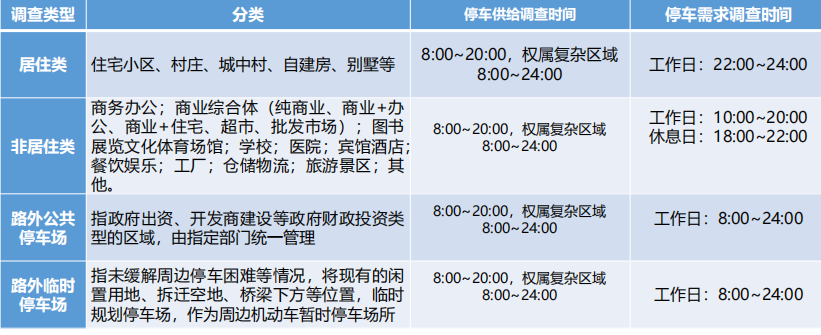 调查类型 分类 停车供给调查时间 停车需求调查时间
居住类
住宅小区、村庄、城中村、自建房、别墅等
8:00~20:00，权属复杂区域
8:00~24:00
工作日：22:00~24:00
非居住类
商务办公；商业综合体（纯商业、商业+办
公、商业+住宅、超市、批发市场）；图书
展览文化体育场馆；学校；医院；宾馆酒店；
餐饮娱乐；工厂；仓储物流；旅游景区；其
他。
8:00~20:00，权属复杂区域
8:00~24:00
工作日：10:00~20:00
休息日：18:00~22:00
路外公共
停车场
指政府出资、开发商建设等政府财政投资类
型的区域，由指定部门统一管理
8:00~20:00，权属复杂区域
8:00~24:00
工作日：8:00~24:00
路外临时
停车场
指未缓解周边停车困难等情况，将现有的闲
置用地、拆迁空地、桥梁下方等位置，临时
规划停车场，作为周边机动车暂时停车场所
8:00~20:00，权属复杂区域
8:00~24:00
工作日：8:00~24:00